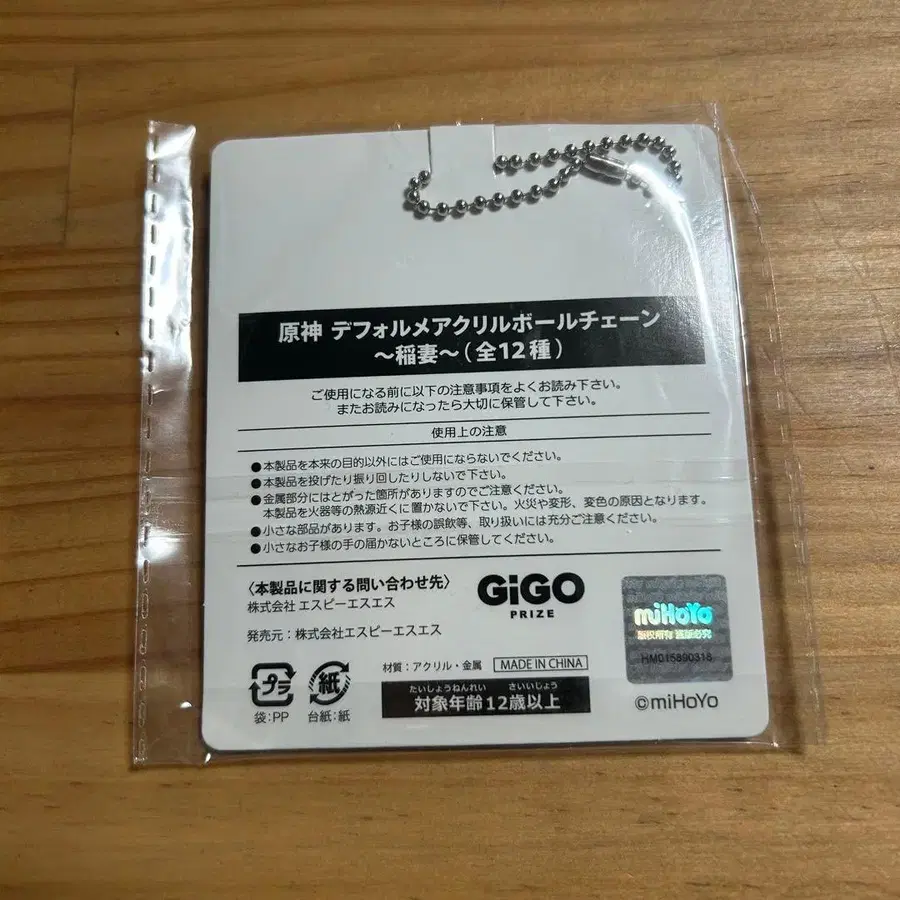 原神 デフォルメアクリルボールチェーン
～稲妻～(全12種)
ご使用になる前に以下の注意事項をよくお読み下さい。
またお読みになったら大切に保管して下さい。
使用上の注意
●本製品を本来の目的以外にはご使用にならないでください。
●本製品を投げたり振り回したりしないで下さい。
●金属部分にはとがった箇所がありますのでご注意ください。
本製品を火器等の熱源近くに置かないで下さい。火災や変形、変色の原因となります。
●小さな部品があります。お子様の誤飲等、取り扱いには充分ご注意ください。
●小さなお子様の手の届かないところに保管してください。
〈本製品に関する問い合わせ先〉
株式会社 エスピーエスエス
発売元：株式会社エスピーエスエス
GiGO
PRIZE
miHoYo
版权所有 盗版必究
HM015890318
プラ
袋:PP
紙
台紙:紙
材質：アクリル・金属
MADE IN CHINA
たいしょうねんれい さいいじょう
対象年齢12歳以上
©miHoYo